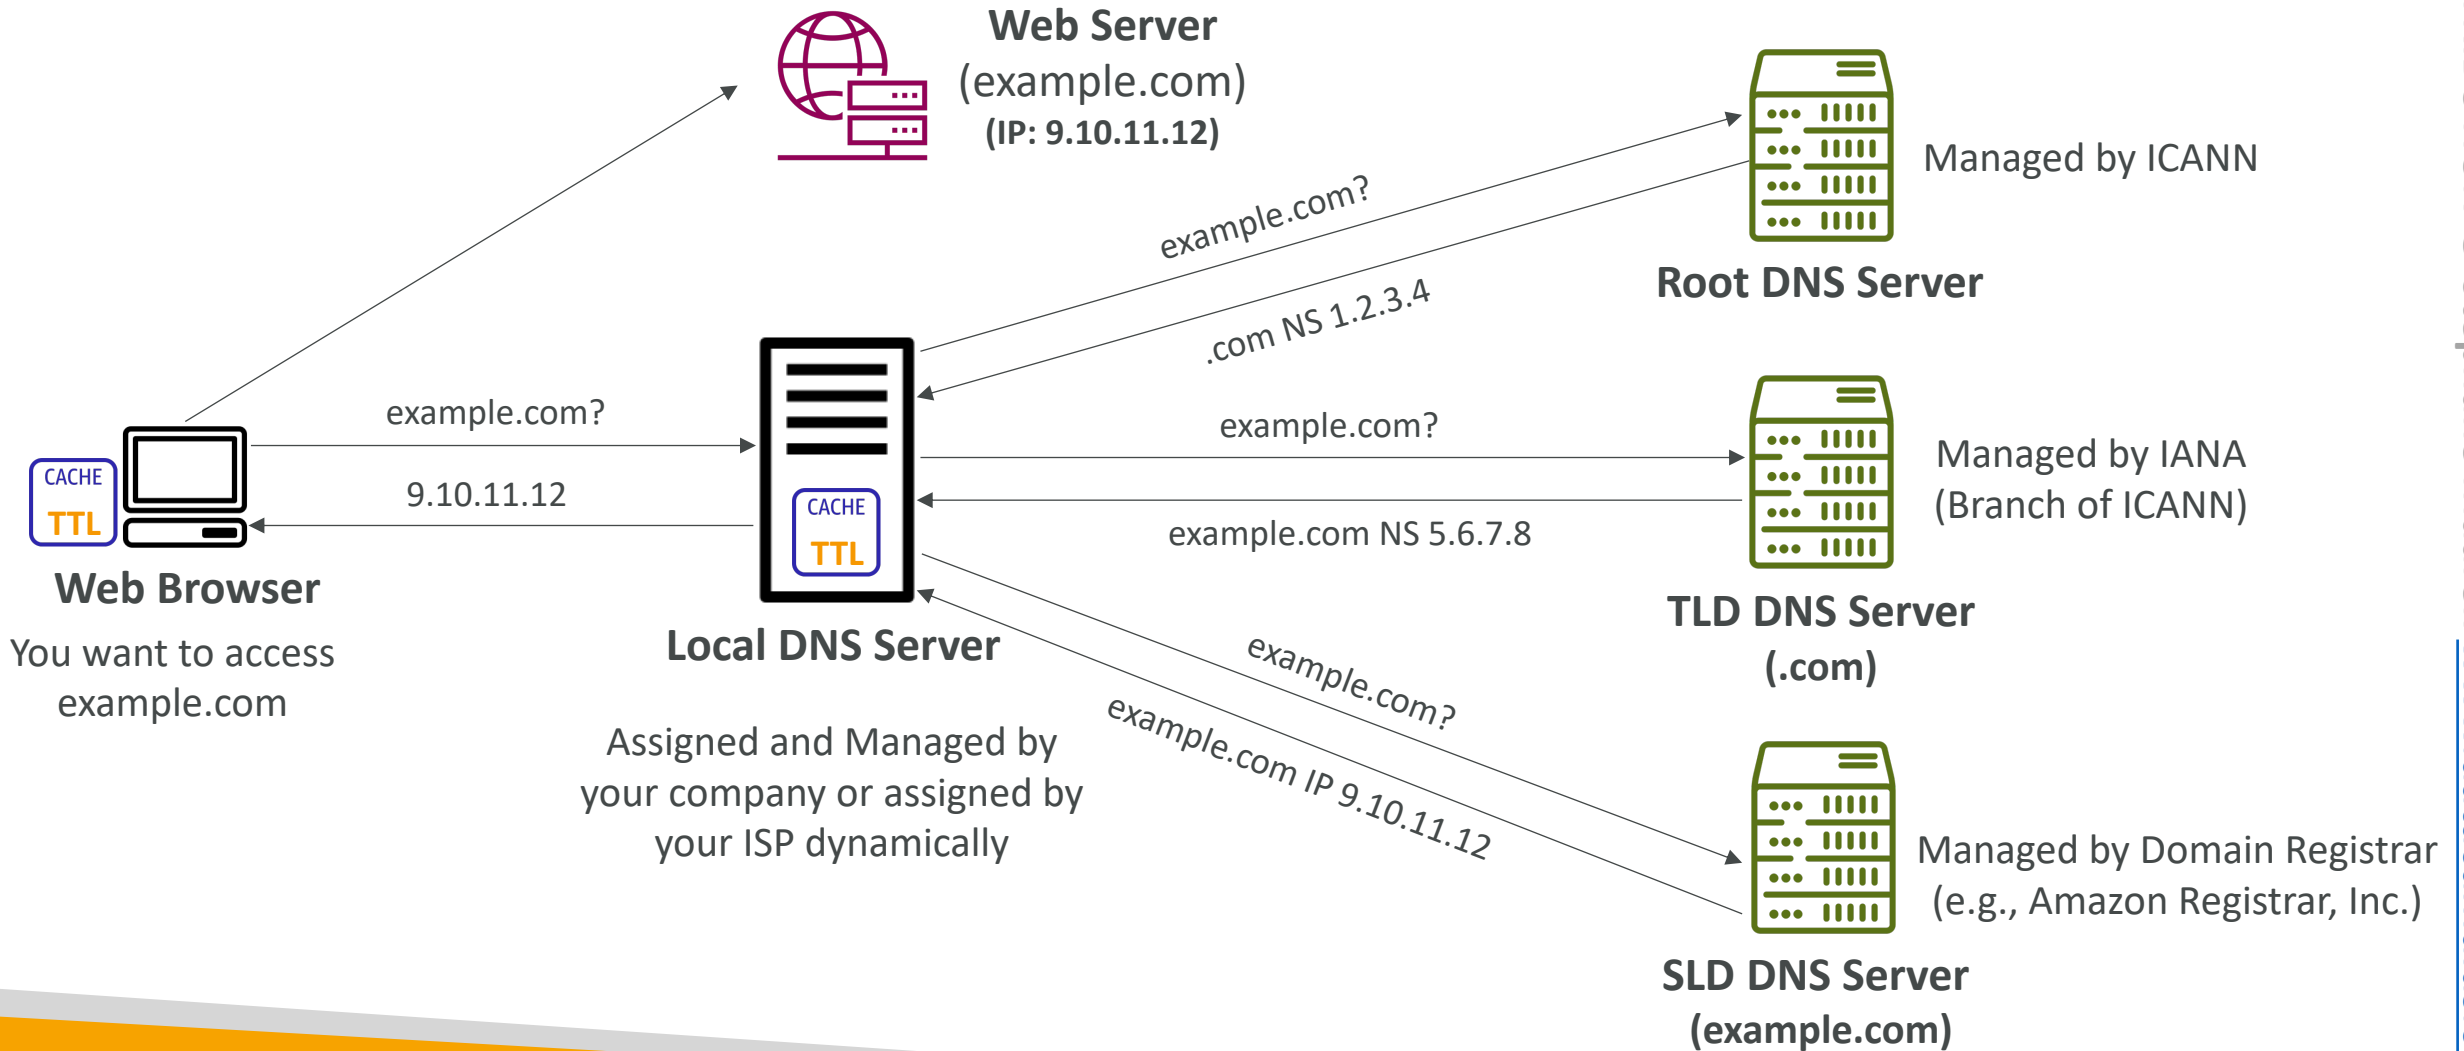 Web Server
(example.com)
(IP: 9.10.11.12)
Managed by ICANN
example.com?
.com NS 1.2.3.4
Root DNS Server
example.com?
9.10.11.12
CACHE
TTL
Web Browser
You want to access
example.com
CACHE
TTL
Local DNS Server
Assigned and Managed by
your company or assigned by
your ISP dynamically
example.com?
example.com NS 5.6.7.8
Managed by IANA
(Branch of ICANN)
TLD DNS Server
(.com)
example.com?
example.com IP 9.10.11.12
Managed by Domain Registrar
(e.g., Amazon Registrar, Inc.)
SLD DNS Server
(example.com)